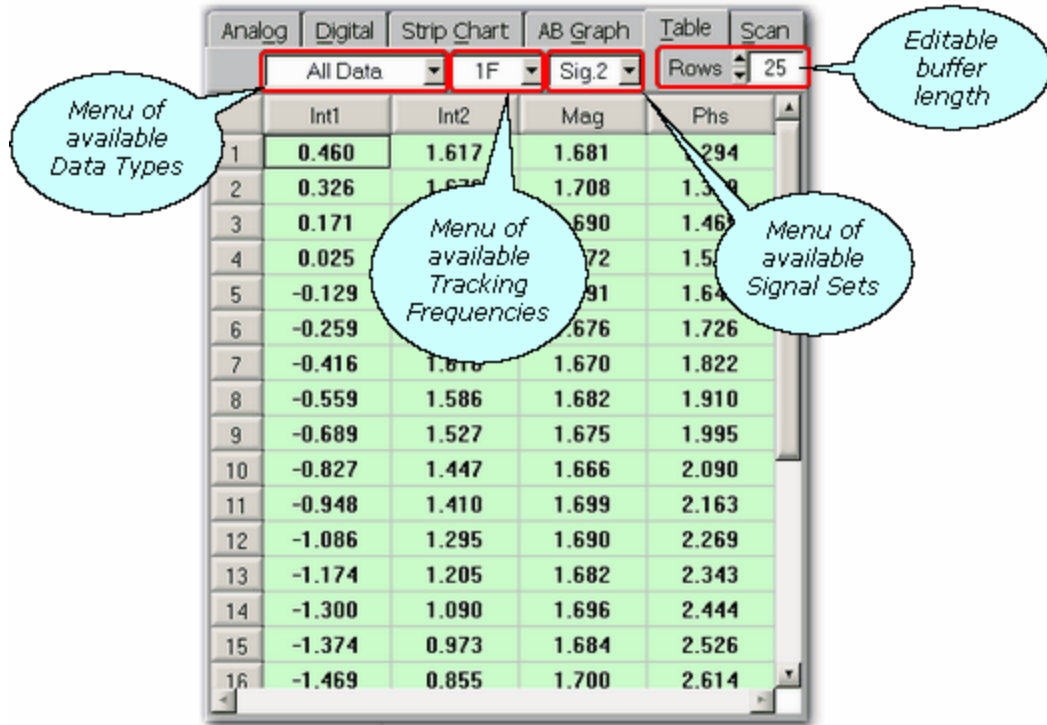 Analog Digital Strip Chart AB Graph Table Scan
All Data 1F Sig.2 Rows 25
Editable
buffer
length
Menu of
available
Data Types
Int1 Int2 Mag Phs
1 0.460 1.617 1.681
2 0.326 1.708
3 0.171
4 0.025
5 -0.129
6 -0.259 1.726
7 -0.416 1.670 1.822
8 -0.559 1.586 1.682 1.910
9 -0.689 1.527 1.675 1.995
10 -0.827 1.447 1.666 2.090
11 -0.948 1.410 1.699 2.163
12 -1.086 1.295 1.690 2.269
13 -1.174 1.205 1.682 2.343
14 -1.300 1.090 1.696 2.444
15 -1.374 0.973 1.684 2.526
16 -1.469 0.855 1.700 2.614
Menu of
available
Tracking
Frequencies
Menu of
available
Signal Sets